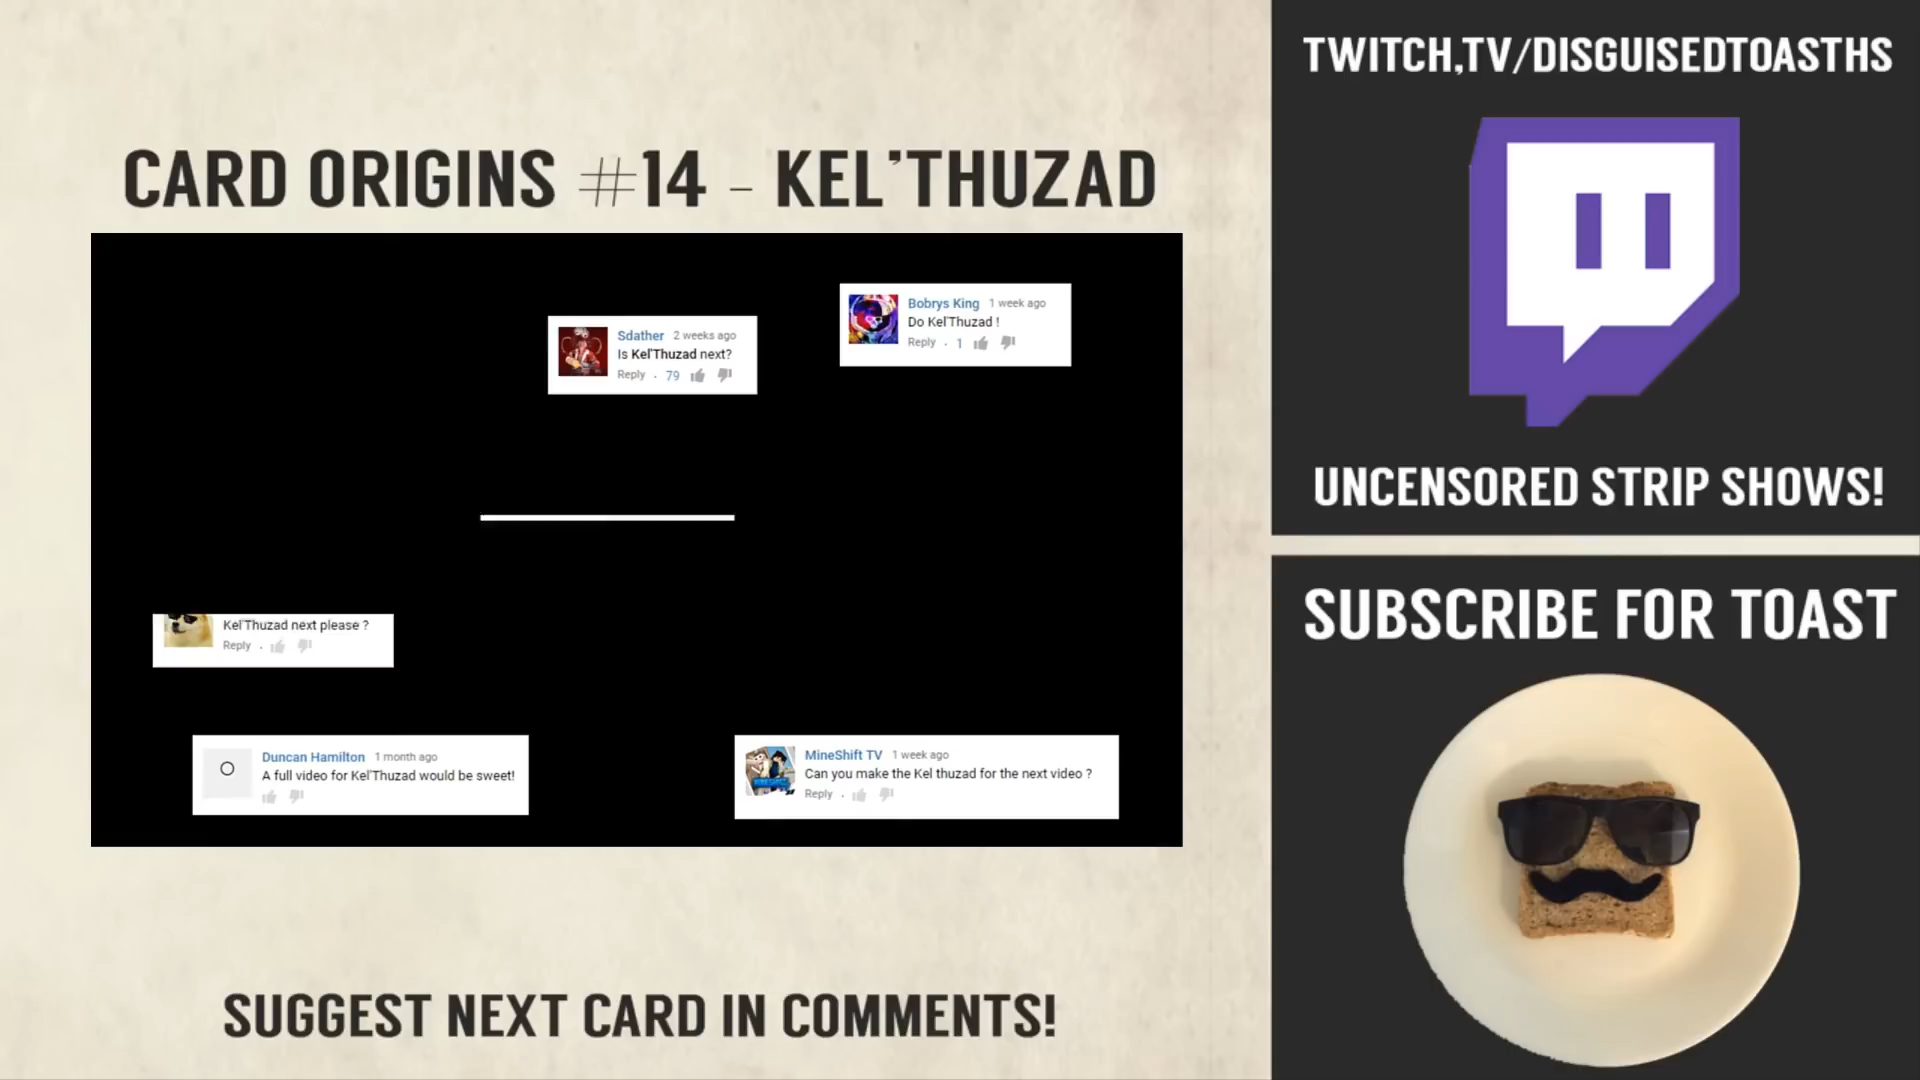 CARD ORIGINS #14 - KEL'THUZAD
Bobrys King 1 week ago
Do Kel'Thuzad !
Reply · 1
Sdather 2 weeks ago
Is Kel'Thuzad next?
Reply · 79
Kel'Thuzad next please ?
Reply ·
Duncan Hamilton 1 month ago
A full video for Kel'Thuzad would be sweet!
MineShift TV 1 week ago
Can you make the Kel thuzad for the next video ?
Reply ·
SUGGEST NEXT CARD IN COMMENTS!
TWITCH.TV/DISGUISEDTOASTHS
UNCENSORED STRIP SHOWS!
SUBSCRIBE FOR TOAST